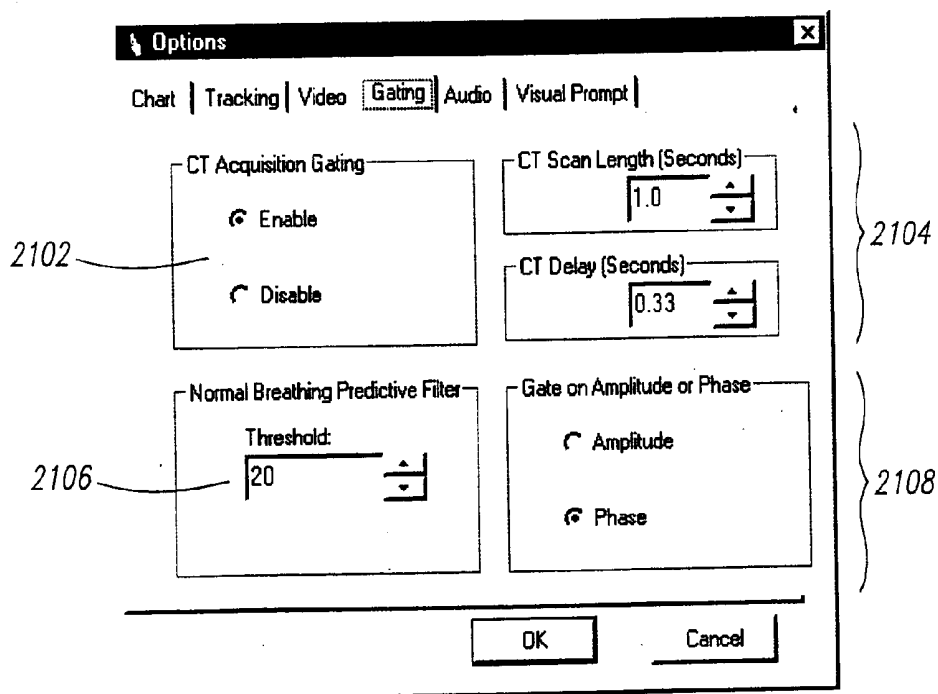 Options
Chart Tracking Video Gating Audio Visual Prompt
CT Acquisition Gating
Enable
Disable
2102
CT Scan Length (Seconds)
1.0
CT Delay (Seconds)
0.33
2104
Normal Breathing Predictive Filter
Threshold:
20
2106
Gate on Amplitude or Phase
Amplitude
Phase
2108
OK Cancel